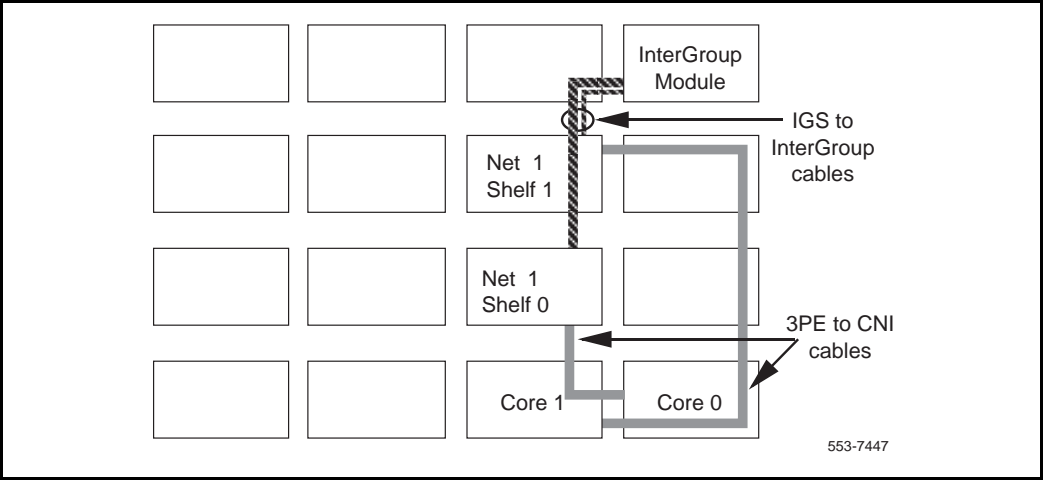 InterGroup
Module
IGS to
InterGroup
cables
Net 1
Shelf 1
Net 1
Shelf 0
3PE to CNI
cables
Core 1
Core 0
553-7447